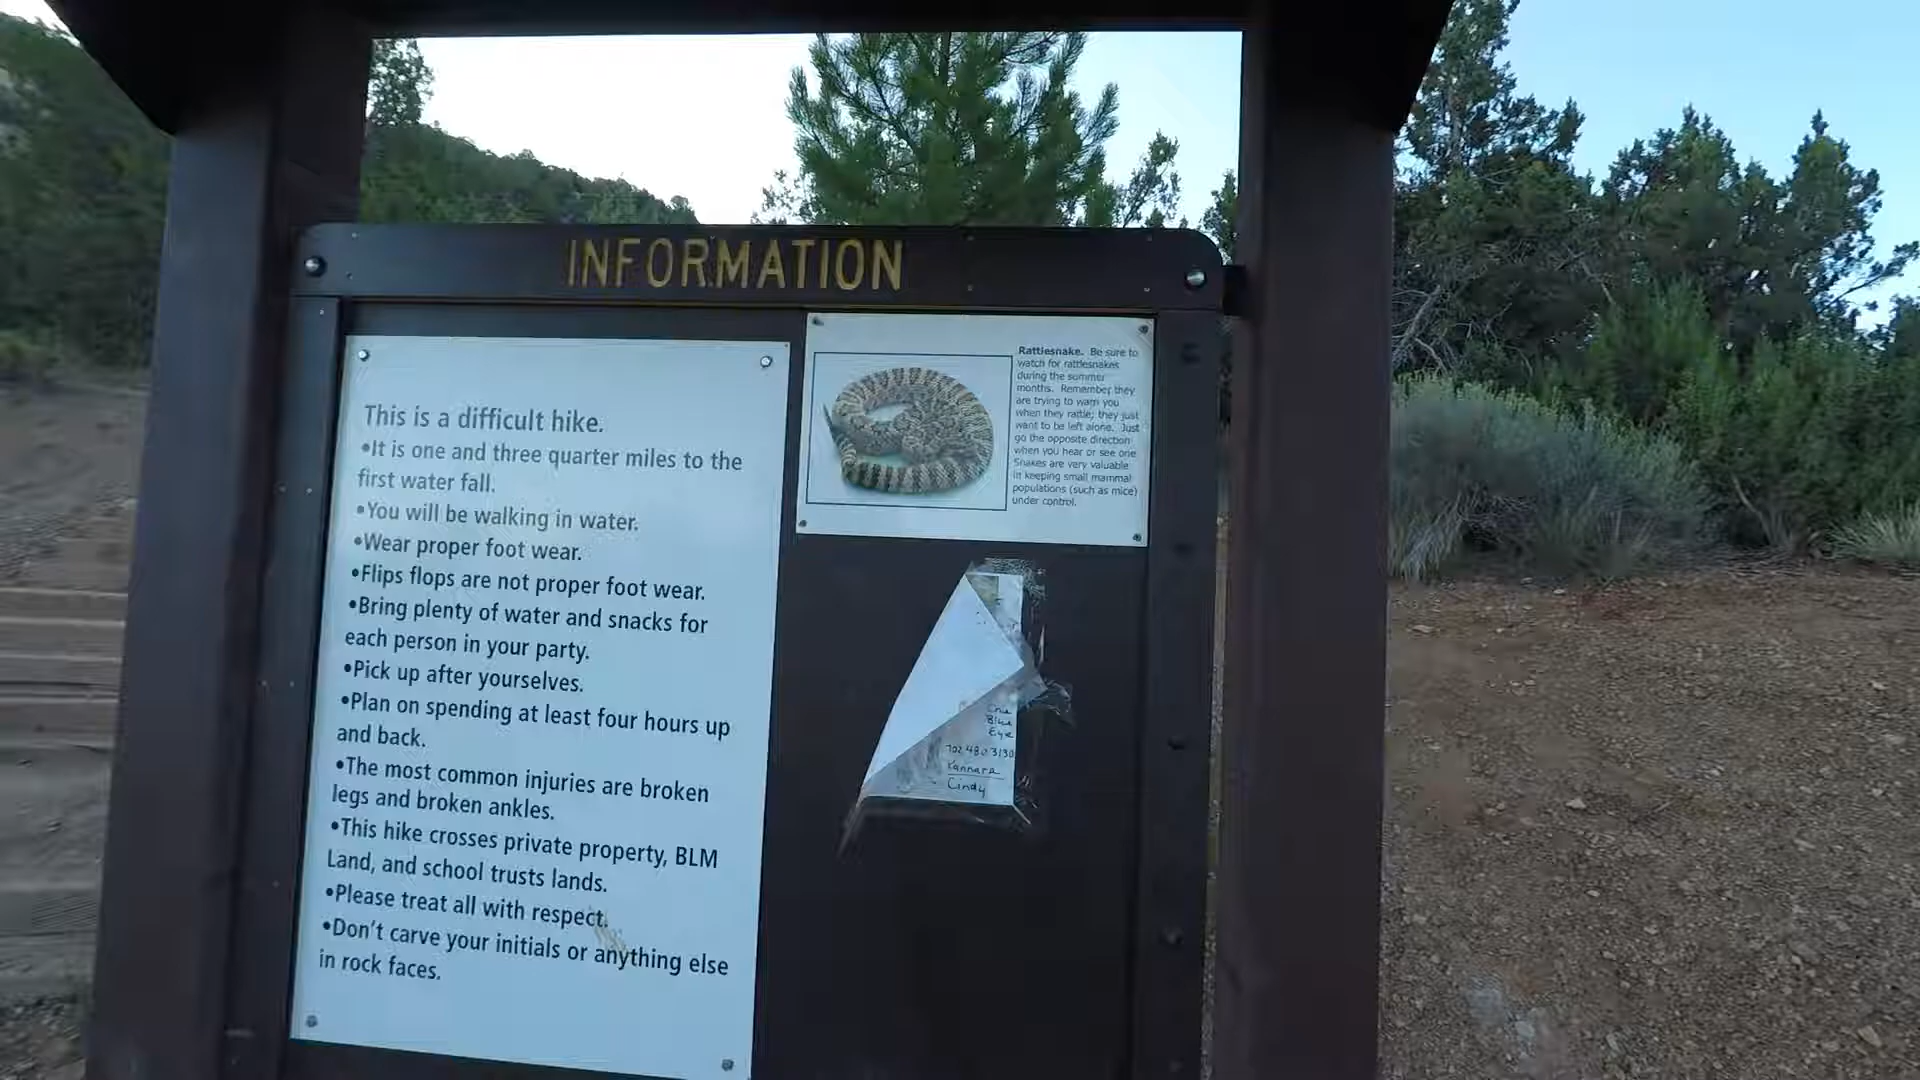 INFORMATION
This is a difficult hike.
•It is one and three quarter miles to the
first water fall.
•You will be walking in water.
•Wear proper foot wear.
•Flips flops are not proper foot wear.
•Bring plenty of water and snacks for
each person in your party.
•Pick up after yourselves.
•Plan on spending at least four hours up
and back.
•The most common injuries are broken
legs and broken ankles.
•This hike crosses private property, BLM
Land, and school trusts lands.
•Please treat all with respect.
•Don't carve your initials or anything else
in rock faces.
Rattlesnake. Be sure to
watch for rattlesnakes
during the summer
months. Remember they
are trying to warn you
when they rattle; they just
want to be left alone. Just
go the opposite direction
when you hear or see one
Snakes are very valuable
in keeping small mammal
populations (such as mice)
under control.
Blue
Eye
702 480 3130
Kannara
Cindy